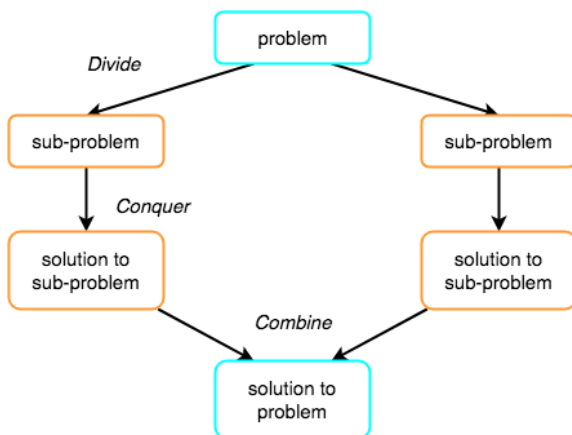 problem
Divide
sub-problem
sub-problem
Conquer
solution to
sub-problem
solution to
sub-problem
Combine
solution to
problem